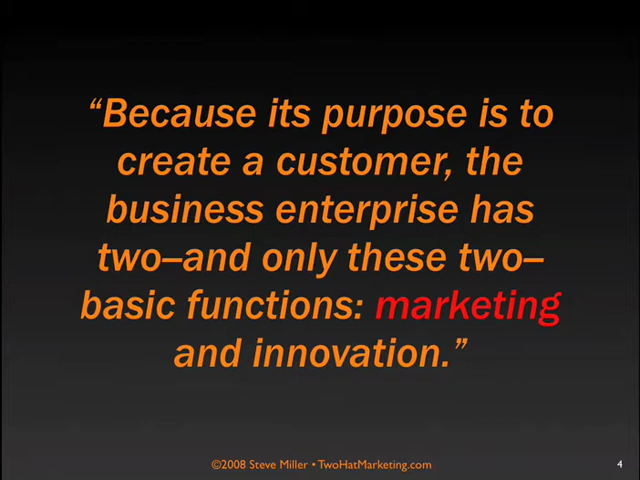 “Because its purpose is to
create a customer, the
business enterprise has
two–and only these two–
basic functions: marketing
and innovation.”
©2008 Steve Miller • TwoHatMarketing.com
4